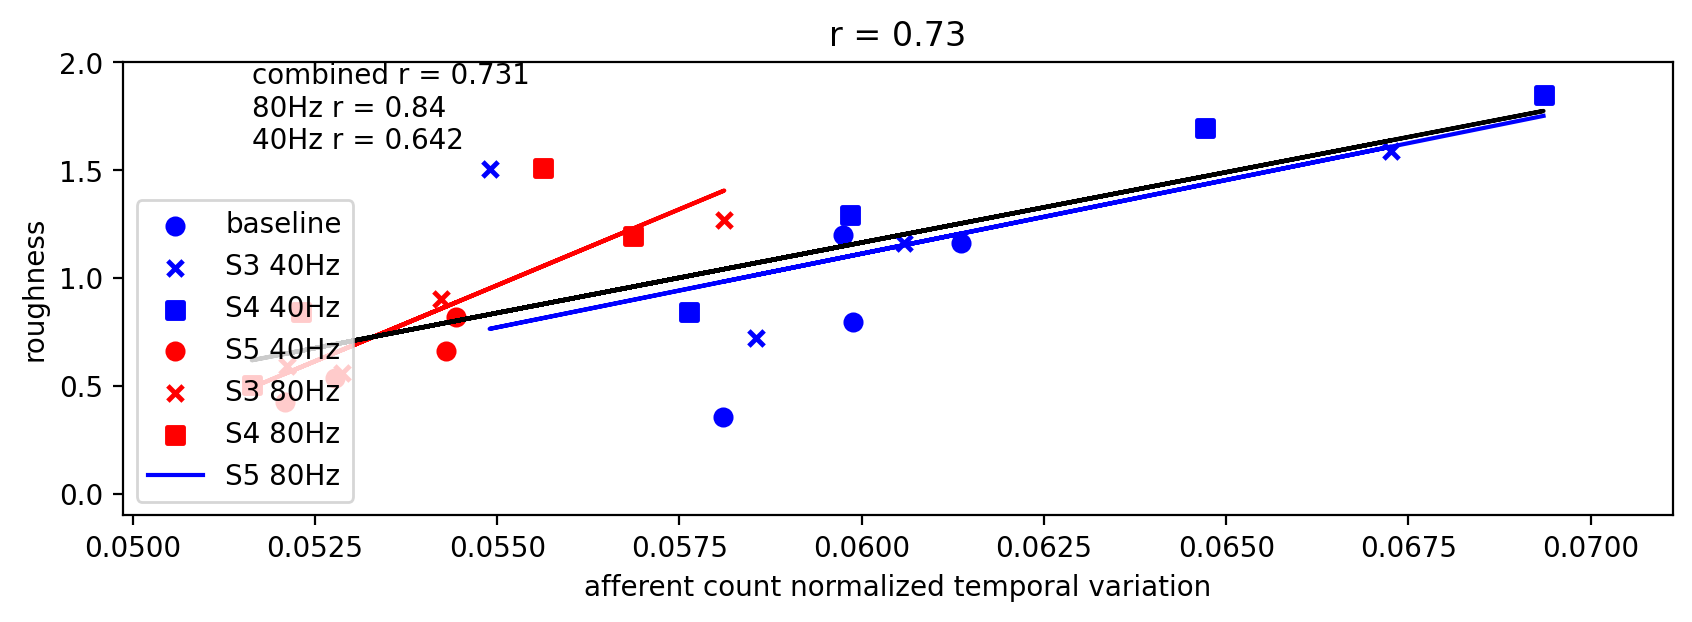 r = 0.73
combined r = 0.731
80Hz r = 0.84
40Hz r = 0.642
2.0
1.5
1.0
0.5
0.0
roughness
baseline
S3 40Hz
S4 40Hz
S5 40Hz
S3 80Hz
S4 80Hz
S5 80Hz
0.0500 0.0525 0.0550 0.0575 0.0600 0.0625 0.0650 0.0675 0.0700
afferent count normalized temporal variation